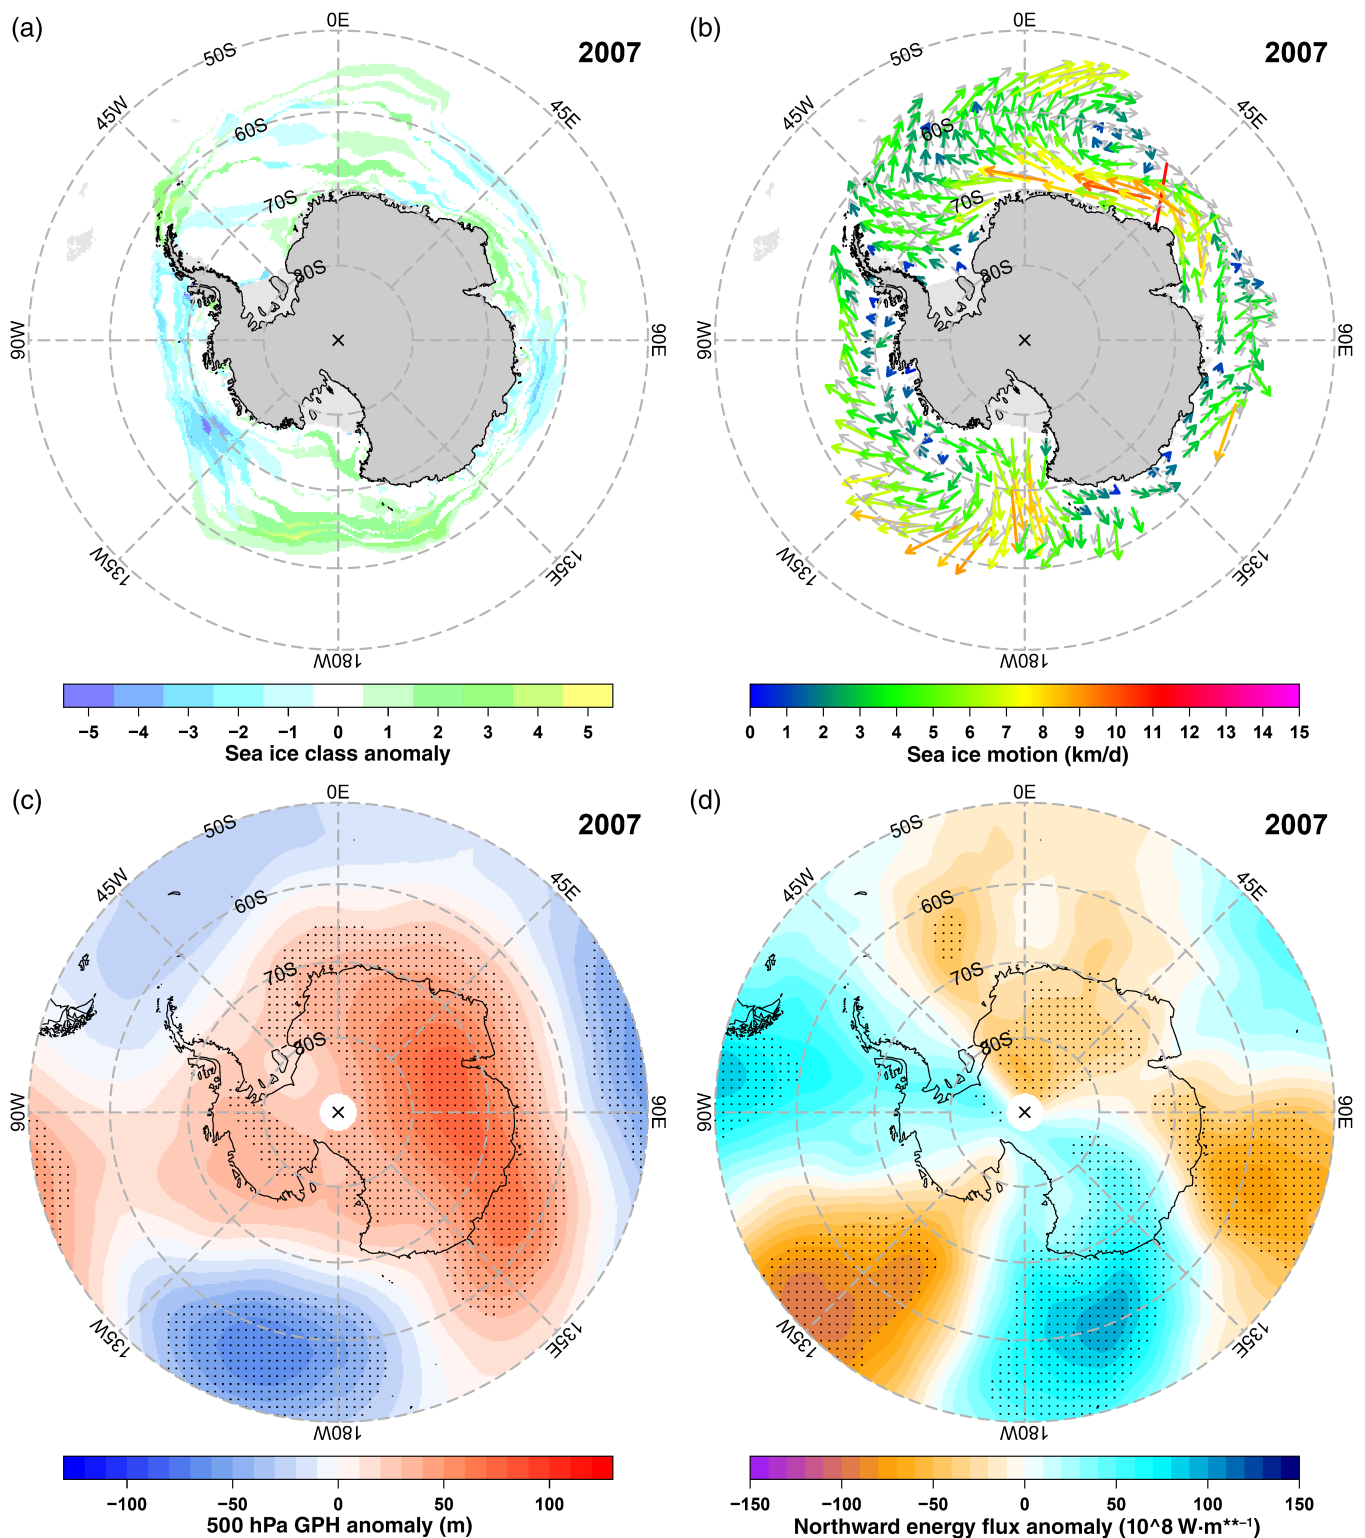 (a)
2007
0E
50S
45W
45E
60S
70S
80S
90W
90E
135W
135E
180W
−5 −4 −3 −2 −1 0 1 2 3 4 5
Sea ice class anomaly
(b)
2007
0E
50S
45W
45E
60S
70S
80S
90W
90E
135W
135E
180W
0 1 2 3 4 5 6 7 8 9 10 11 12 13 14 15
Sea ice motion (km/d)
(c)
2007
0E
50S
45W
45E
60S
70S
80S
90W
90E
135W
135E
180W
−100 −50 0 50 100
500 hPa GPH anomaly (m)
(d)
2007
0E
50S
45W
45E
60S
70S
80S
90W
90E
135W
135E
180W
−150 −100 −50 0 50 100 150
Northward energy flux anomaly (10^8 W·m**⁻¹)